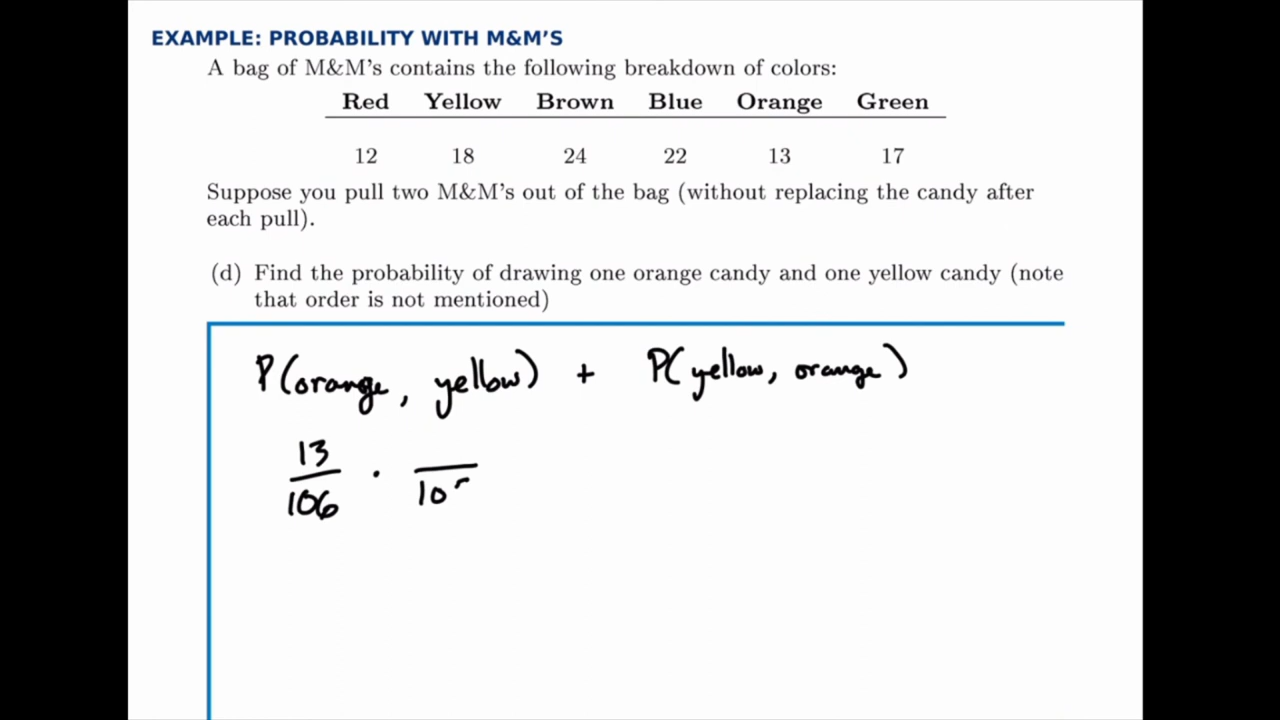 EXAMPLE: PROBABILITY WITH M&M'S
A bag of M&M's contains the following breakdown of colors:
Red Yellow Brown Blue Orange Green
12 18 24 22 13 17
Suppose you pull two M&M's out of the bag (without replacing the candy after
each pull).
(d) Find the probability of drawing one orange candy and one yellow candy (note
that order is not mentioned)
P(orange, yellow) + P(yellow, orange)
13
106 · 10